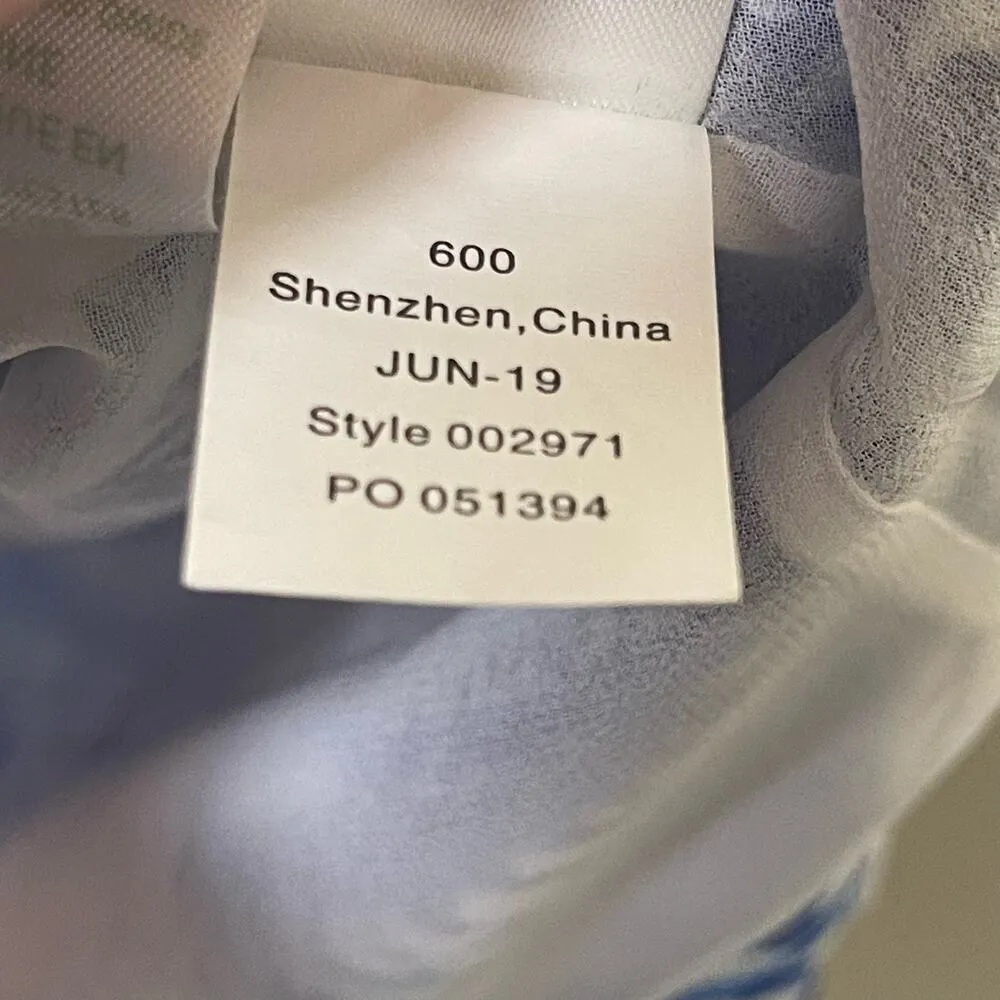 600
Shenzhen,China
JUN-19
Style 002971
PO 051394